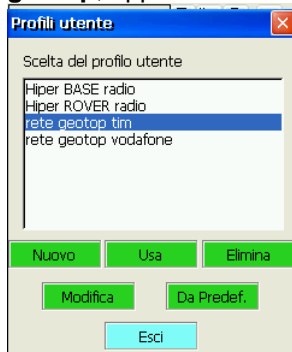 Profili utente
Scelta del profilo utente
Hiper BASE radio
Hiper ROVER radio
rete geotop tim
rete geotop vodafone
Nuovo Usa Elimina
Modifica Da Predef.
Esci